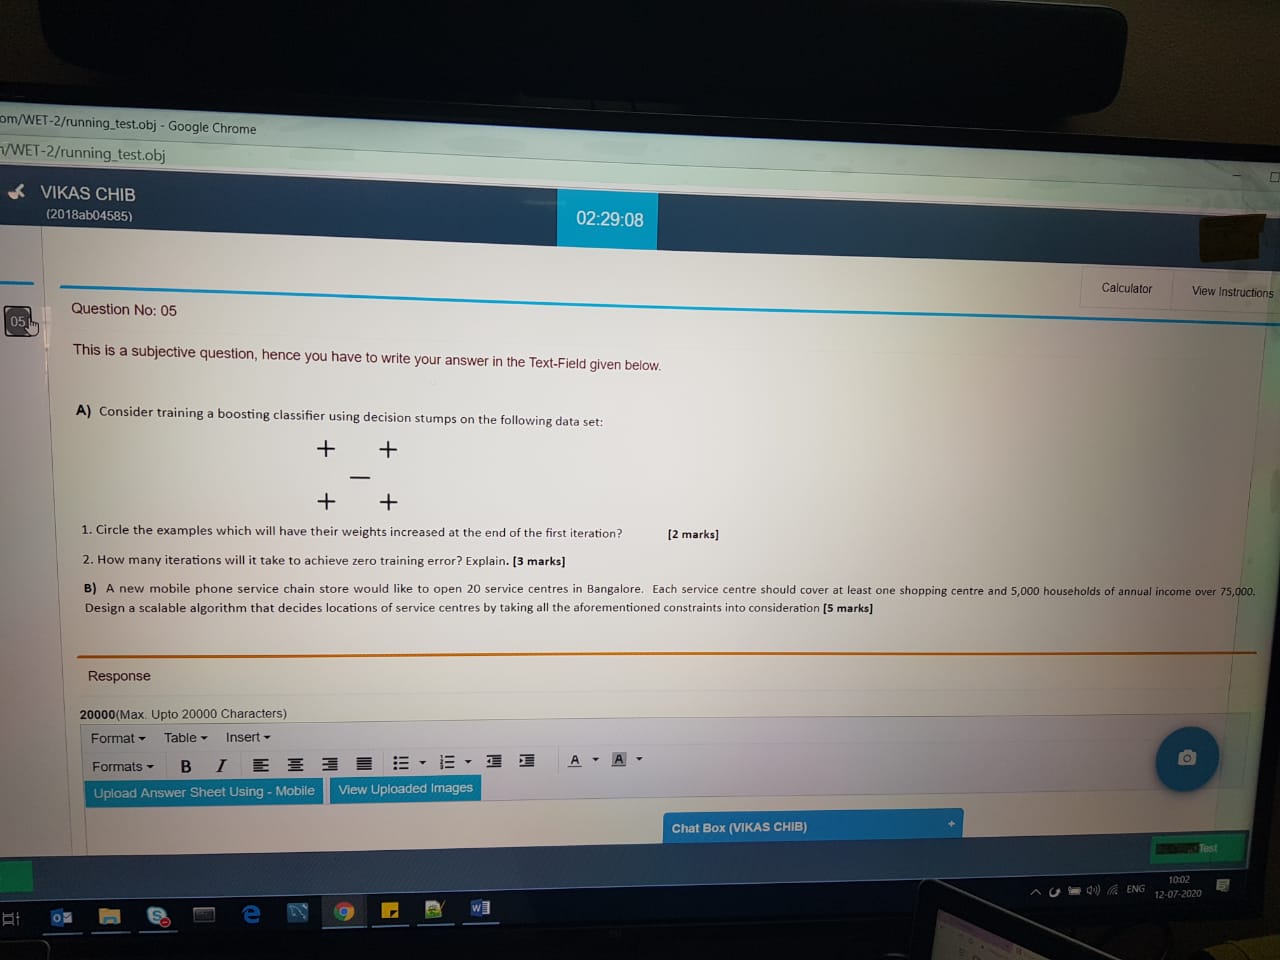 om/WET-2/running_test.obj - Google Chrome
/WET-2/running_test.obj
VIKAS CHIB
(2018ab04585)
02:29:08
Calculator
View Instructions
05
Question No: 05
This is a subjective question, hence you have to write your answer in the Text-Field given below.
A) Consider training a boosting classifier using decision stumps on the following data set:
+ +
−
+ +
1. Circle the examples which will have their weights increased at the end of the first iteration? [2 marks]
2. How many iterations will it take to achieve zero training error? Explain. [3 marks]
B) A new mobile phone service chain store would like to open 20 service centres in Bangalore. Each service centre should cover at least one shopping centre and 5,000 households of annual income over 75,000.
Design a scalable algorithm that decides locations of service centres by taking all the aforementioned constraints into consideration [5 marks]
Response
20000(Max. Upto 20000 Characters)
Format Table Insert
Formats B I A A
Upload Answer Sheet Using - Mobile View Uploaded Images
Chat Box (VIKAS CHIB) +
Test
ENG
10:02
12-07-2020